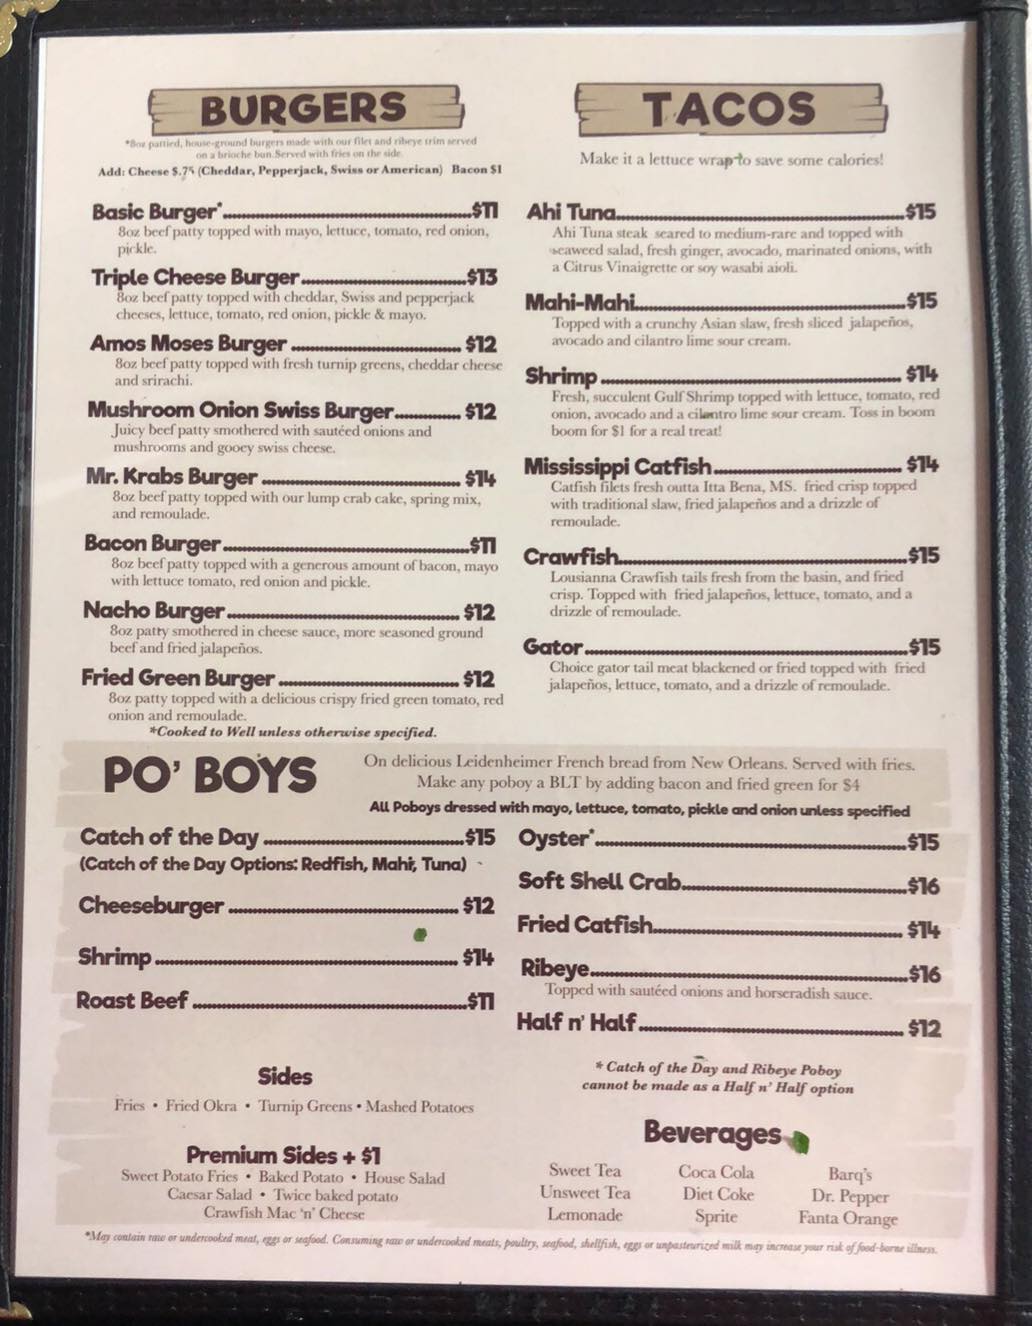 BURGERS
*8oz pattied, house-ground burgers made with our filet and ribeye trim served
on a brioche bun.Served with fries on the side.
Add: Cheese $.75 (Cheddar, Pepperjack, Swiss or American) Bacon $1
Basic Burger*..........$11
8oz beef patty topped with mayo, lettuce, tomato, red onion,
pickle.
Triple Cheese Burger..........$13
8oz beef patty topped with cheddar, Swiss and pepperjack
cheeses, lettuce, tomato, red onion, pickle & mayo.
Amos Moses Burger .......... $12
8oz beef patty topped with fresh turnip greens, cheddar cheese
and srirachi.
Mushroom Onion Swiss Burger.......... $12
Juicy beef patty smothered with sautéed onions and
mushrooms and gooey swiss cheese.
Mr. Krabs Burger .......... $14
8oz beef patty topped with our lump crab cake, spring mix,
and remoulade.
Bacon Burger..........$11
8oz beef patty topped with a generous amount of bacon, mayo
with lettuce tomato, red onion and pickle.
Nacho Burger.......... $12
8oz patty smothered in cheese sauce, more seasoned ground
beef and fried jalapeños.
Fried Green Burger .......... $12
8oz patty topped with a delicious crispy fried green tomato, red
onion and remoulade.
*Cooked to Well unless otherwise specified.
TACOS
Make it a lettuce wrap to save some calories!
Ahi Tuna..........$15
Ahi Tuna steak seared to medium-rare and topped with
seaweed salad, fresh ginger, avocado, marinated onions, with
a Citrus Vinaigrette or soy wasabi aioli.
Mahi-Mahi..........$15
Topped with a crunchy Asian slaw, fresh sliced jalapeños,
avocado and cilantro lime sour cream.
Shrimp .......... $14
Fresh, succulent Gulf Shrimp topped with lettuce, tomato, red
onion, avocado and a cilantro lime sour cream. Toss in boom
boom for $1 for a real treat!
Mississippi Catfish.......... $14
Catfish filets fresh outta Itta Bena, MS. fried crisp topped
with traditional slaw, fried jalapeños and a drizzle of
remoulade.
Crawfish..........$15
Lousianna Crawfish tails fresh from the basin, and fried
crisp. Topped with fried jalapeños, lettuce, tomato, and a
drizzle of remoulade.
Gator..........$15
Choice gator tail meat blackened or fried topped with fried
jalapeños, lettuce, tomato, and a drizzle of remoulade.
PO' BOYS
On delicious Leidenheimer French bread from New Orleans. Served with fries.
Make any poboy a BLT by adding bacon and fried green for $4
All Poboys dressed with mayo, lettuce, tomato, pickle and onion unless specified
Catch of the Day ..........$15
(Catch of the Day Options: Redfish, Mahi, Tuna)
Cheeseburger .......... $12
Shrimp .......... $14
Roast Beef ..........$11
Oyster*..........$15
Soft Shell Crab..........$16
Fried Catfish.......... $14
Ribeye..........$16
Topped with sautéed onions and horseradish sauce.
Half n' Half.......... $12
* Catch of the Day and Ribeye Poboy
cannot be made as a Half n' Half option
Sides
Fries • Fried Okra • Turnip Greens • Mashed Potatoes
Premium Sides + $1
Sweet Potato Fries • Baked Potato • House Salad
Caesar Salad • Twice baked potato
Crawfish Mac 'n' Cheese
Beverages
Sweet Tea Coca Cola Barq's
Unsweet Tea Diet Coke Dr. Pepper
Lemonade Sprite Fanta Orange
*May contain raw or undercooked meat, eggs or seafood. Consuming raw or undercooked meats, poultry, seafood, shellfish, eggs or unpasteurized milk may increase your risk of food-borne illness.